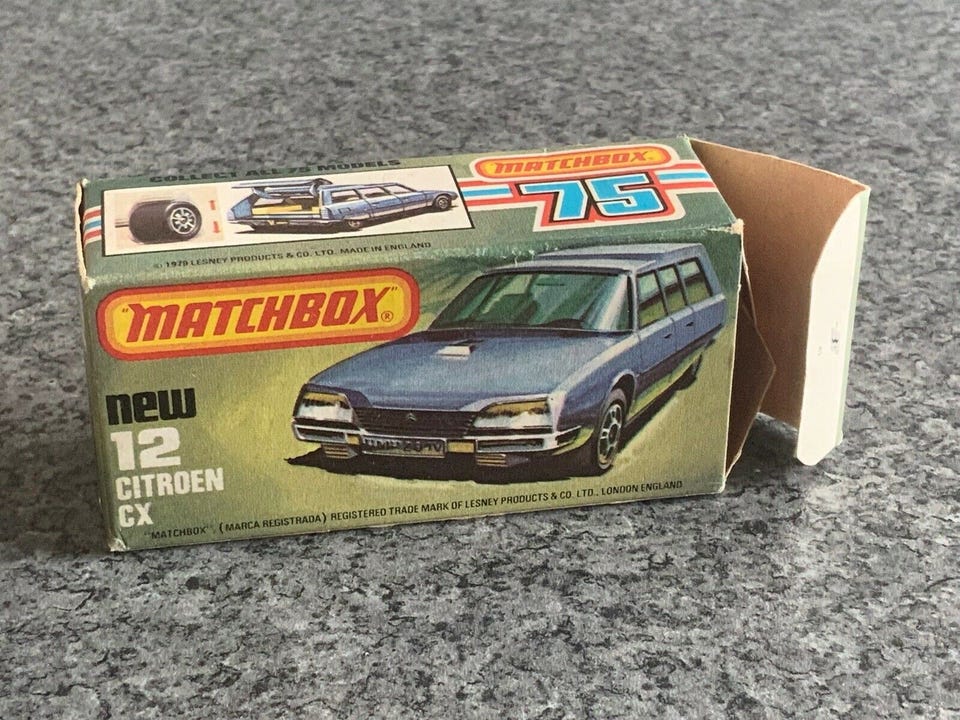 COLLECT ALL 75 MODELS
"MATCHBOX"
75
© 1979 LESNEY PRODUCTS & CO. LTD. MADE IN ENGLAND
"MATCHBOX"®
new
12
CITROEN
CX
"MATCHBOX" (MARCA REGISTRADA) REGISTERED TRADE MARK OF LESNEY PRODUCTS & CO. LTD., LONDON ENGLAND